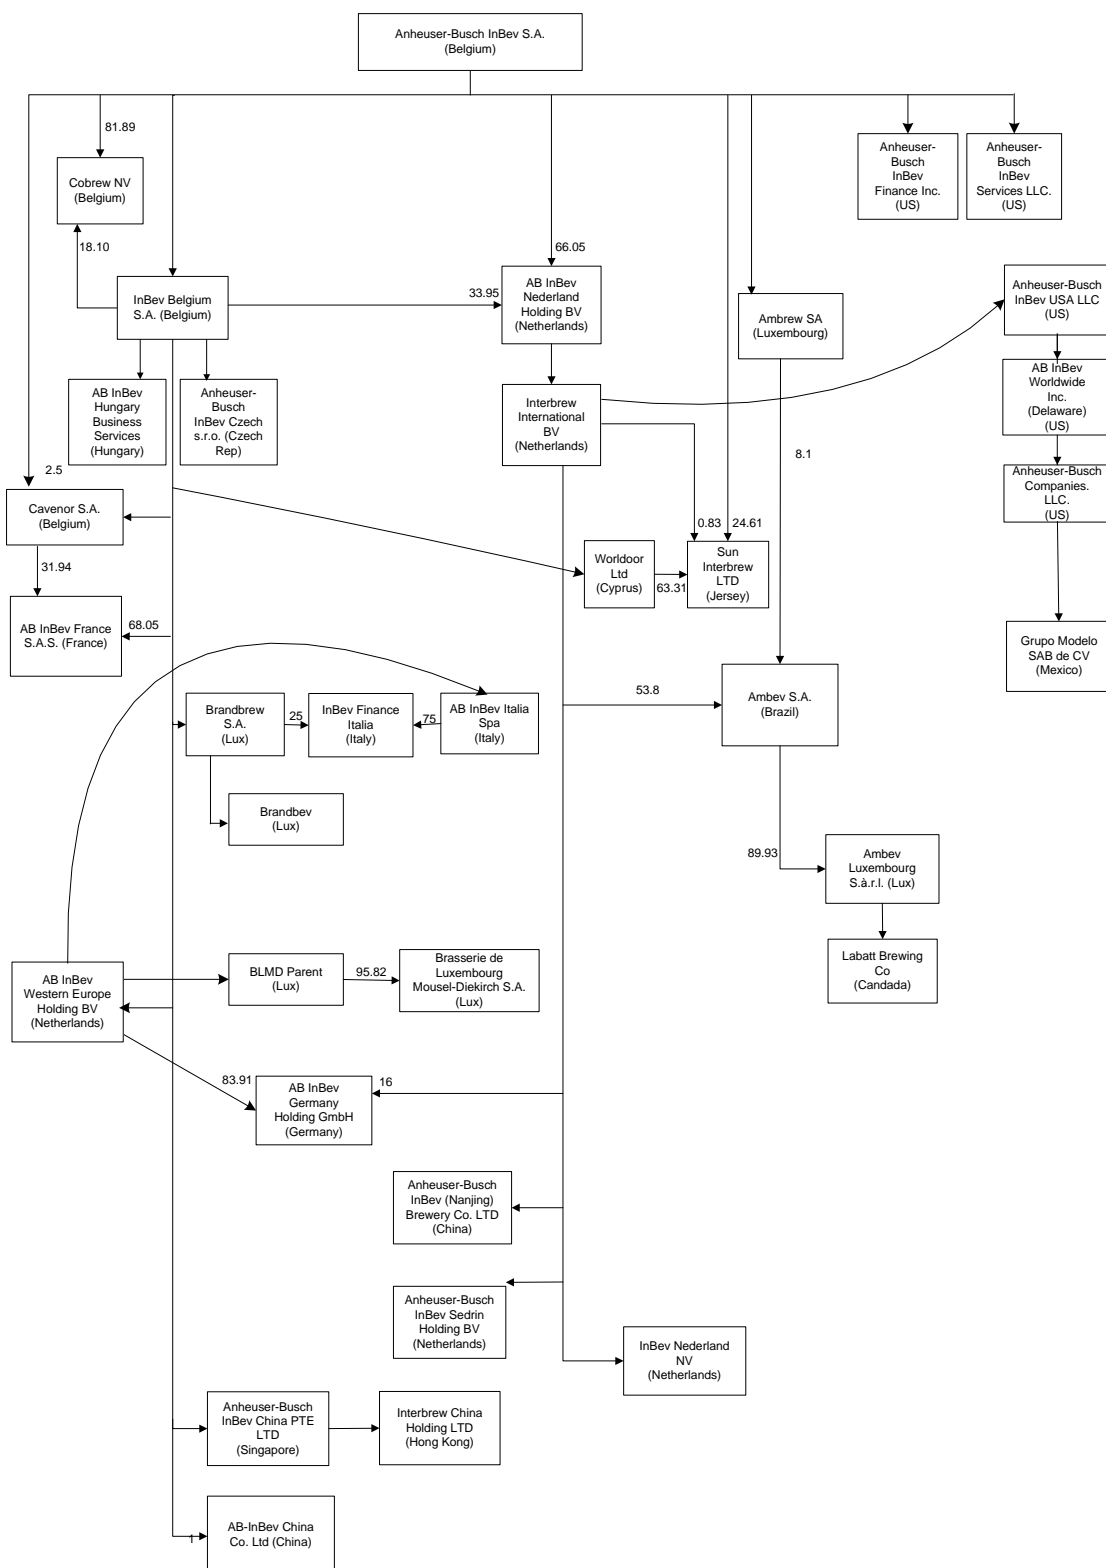 Anheuser-Busch InBev S.A.
(Belgium)
81.89
Anheuser-
Busch
InBev
Finance Inc.
(US)
Anheuser-
Busch
InBev
Services LLC.
(US)
Cobrew NV
(Belgium)
18.10
66.05
InBev Belgium
S.A. (Belgium)
33.95
AB InBev
Nederland
Holding BV
(Netherlands)
Ambrew SA
(Luxembourg)
Anheuser-Busch
InBev USA LLC
(US)
AB InBev
Hungary
Business
Services
(Hungary)
Anheuser-
Busch
InBev Czech
s.r.o. (Czech
Rep)
Interbrew
International
BV
(Netherlands)
AB InBev
Worldwide
Inc.
(Delaware)
(US)
8.1
2.5
Cavenor S.A.
(Belgium)
Anheuser-Busch
Companies.
LLC.
(US)
0.83
24.61
31.94
Worldoor
Ltd
(Cyprus)
63.31
Sun
Interbrew
LTD
(Jersey)
AB InBev France
S.A.S. (France)
68.05
Grupo Modelo
SAB de CV
(Mexico)
53.8
Ambev S.A.
(Brazil)
Brandbrew
S.A.
(Lux)
25
InBev Finance
Italia
(Italy)
75
AB InBev Italia
Spa
(Italy)
Brandbev
(Lux)
89.93
Ambev
Luxembourg
S.à.r.l. (Lux)
AB InBev
Western Europe
Holding BV
(Netherlands)
BLMD Parent
(Lux)
95.82
Brasserie de
Luxembourg
Mousel-Diekirch S.A.
(Lux)
Labatt Brewing
Co
(Candada)
83.91
AB InBev
Germany
Holding GmbH
(Germany)
16
Anheuser-Busch
InBev (Nanjing)
Brewery Co. LTD
(China)
Anheuser-Busch
InBev Sedrin
Holding BV
(Netherlands)
InBev Nederland
NV
(Netherlands)
Anheuser-Busch
InBev China PTE
LTD
(Singapore)
Interbrew China
Holding LTD
(Hong Kong)
1
AB-InBev China
Co. Ltd (China)